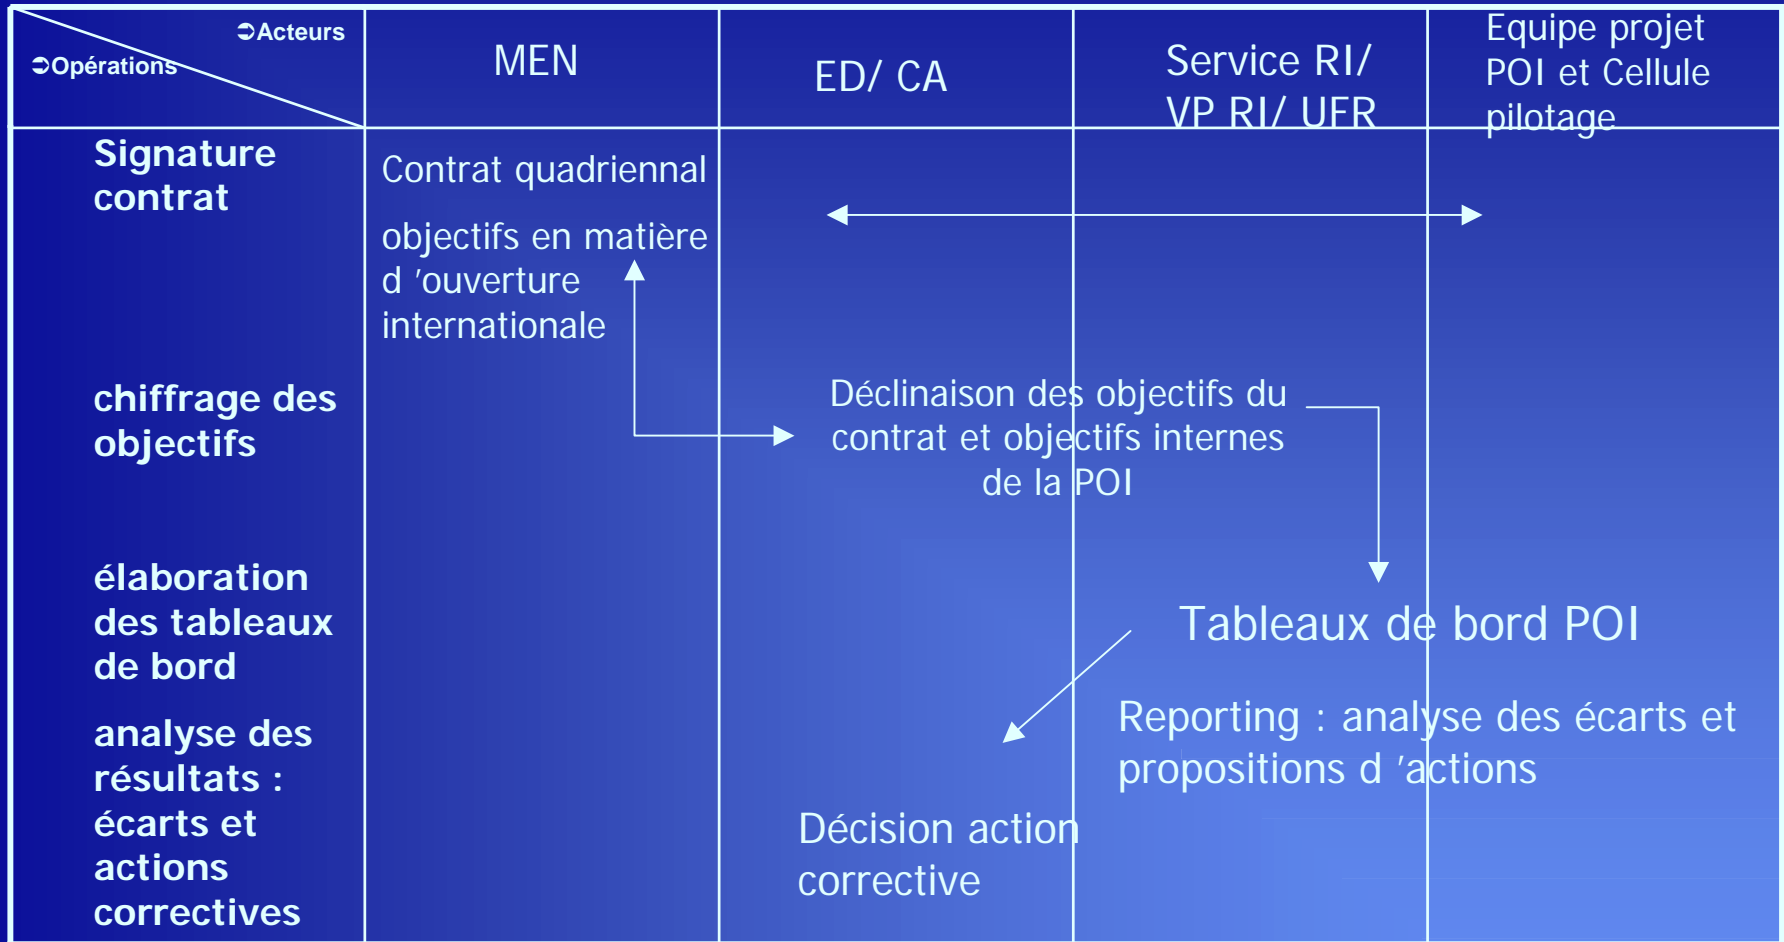 ➲Acteurs
➲Opérations
MEN
ED/ CA
Service RI/
VP RI/ UFR
Equipe projet
POI et Cellule
pilotage
Signature
contrat
Contrat quadriennal
objectifs en matière
d ’ouverture
internationale
chiffrage des
objectifs
Déclinaison des objectifs du
contrat et objectifs internes
de la POI
élaboration
des tableaux
de bord
Tableaux de bord POI
analyse des
résultats :
écarts et
actions
correctives
Reporting : analyse des écarts et
propositions d ’actions
Décision action
corrective